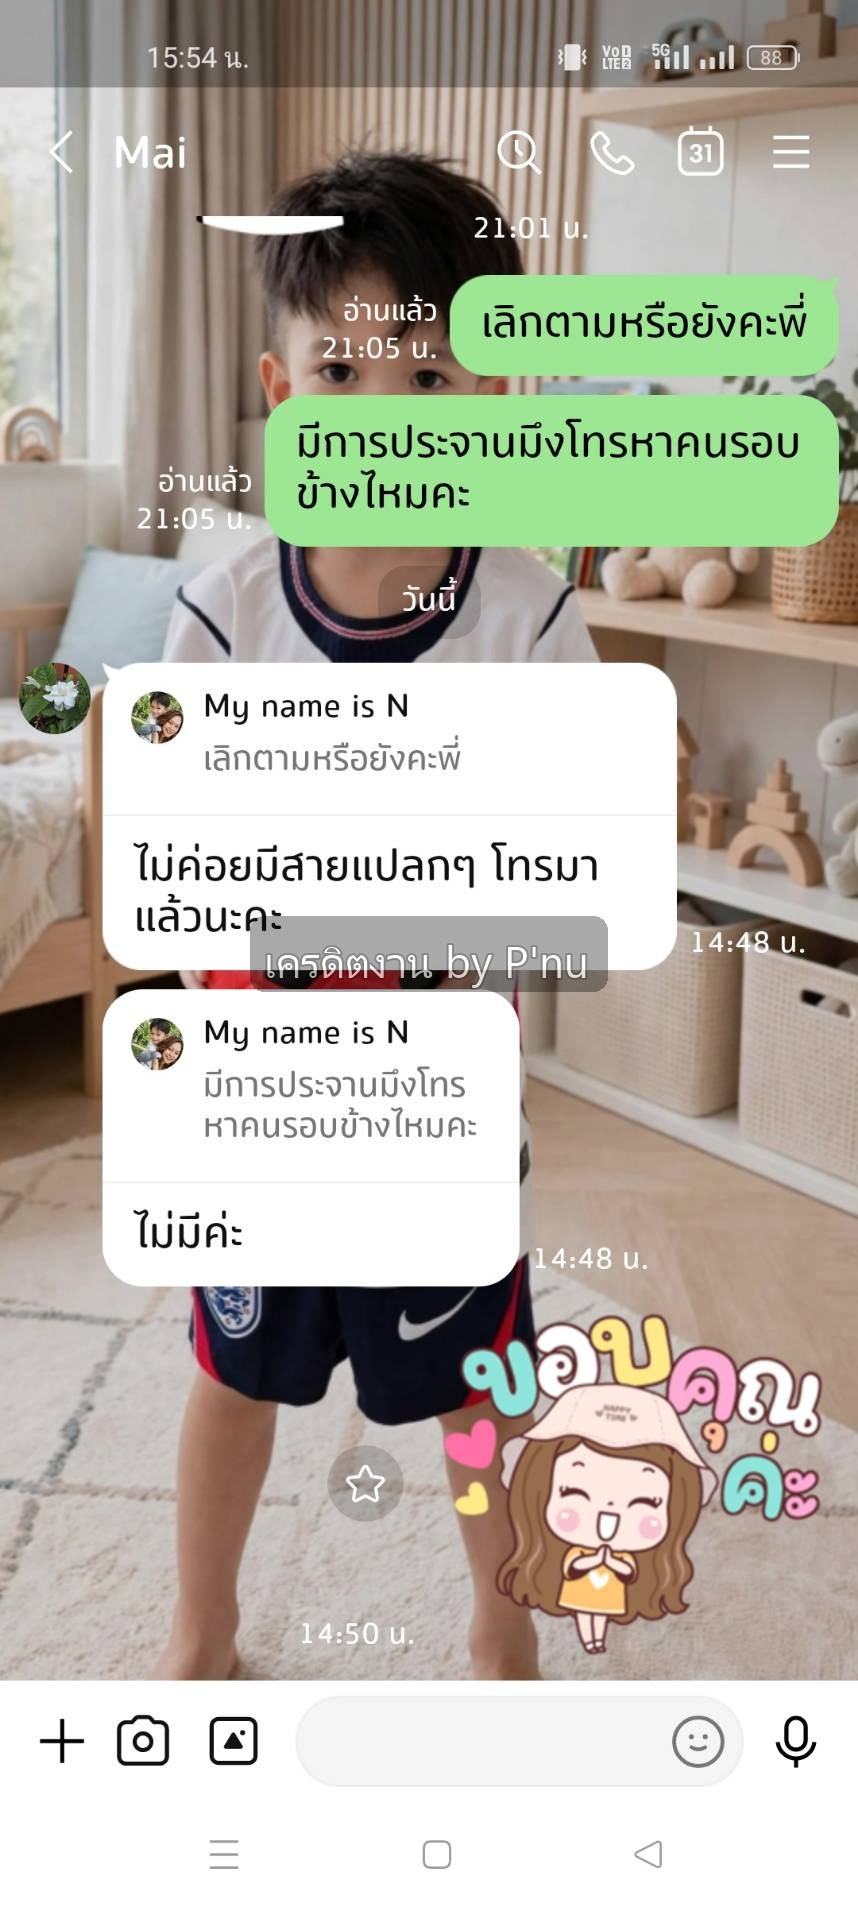 15:54 น.
VoD LTE2 5G 88
Mai
31
21:01 น.
อ่านแล้ว
21:05 น.
เลิกตามหรือยังคะพี่
มีการประจานมึงโทรหาคนรอบ
ข้างไหมคะ
อ่านแล้ว
21:05 น.
วันนี้
My name is N
เลิกตามหรือยังคะพี่
ไม่ค่อยมีสายแปลกๆ โทรมา
แล้วนะคะ
14:48 น.
เครดิตงาน by P'nu
My name is N
มีการประจานมึงโทร
หาคนรอบข้างไหมคะ
ไม่มีค่ะ
14:48 น.
ขอบคุณ
ค่ะ
HAPPY
TIME
14:50 น.